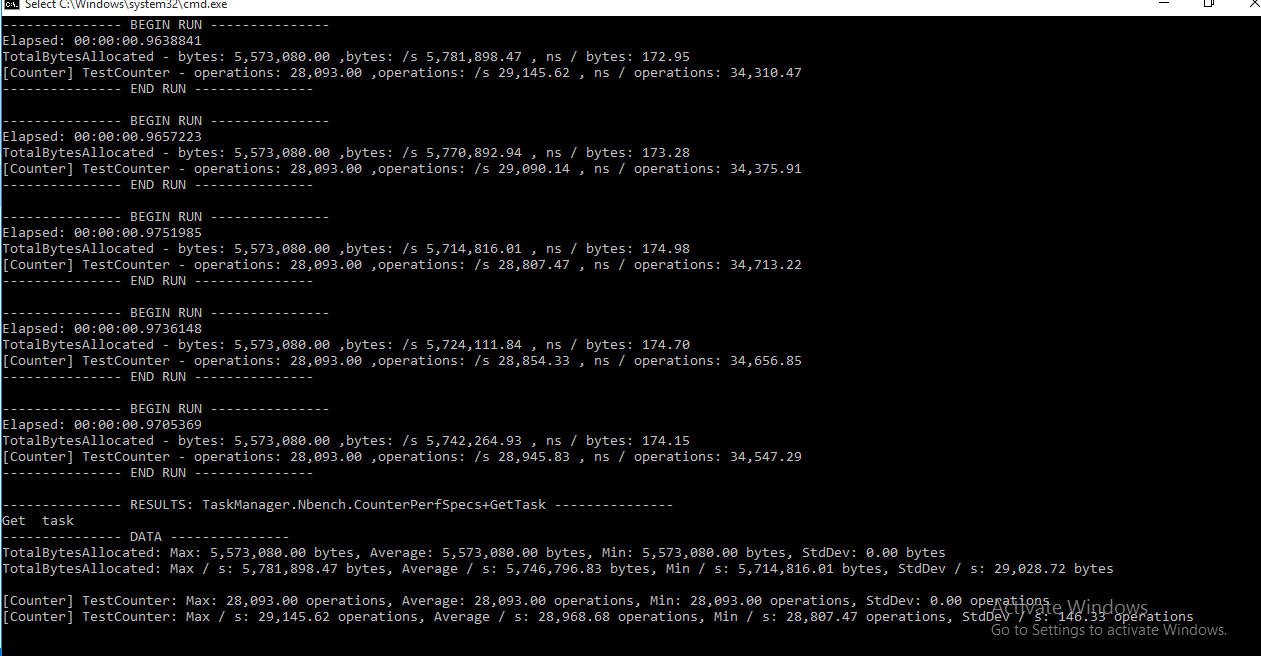 Select C:\Windows\system32\cmd.exe
--------------- BEGIN RUN ---------------
Elapsed: 00:00:00.9638841
TotalBytesAllocated - bytes: 5,573,080.00 ,bytes: /s 5,781,898.47 , ns / bytes: 172.95
[Counter] TestCounter - operations: 28,093.00 ,operations: /s 29,145.62 , ns / operations: 34,310.47
--------------- END RUN ---------------
--------------- BEGIN RUN ---------------
Elapsed: 00:00:00.9657223
TotalBytesAllocated - bytes: 5,573,080.00 ,bytes: /s 5,770,892.94 , ns / bytes: 173.28
[Counter] TestCounter - operations: 28,093.00 ,operations: /s 29,090.14 , ns / operations: 34,375.91
--------------- END RUN ---------------
--------------- BEGIN RUN ---------------
Elapsed: 00:00:00.9751985
TotalBytesAllocated - bytes: 5,573,080.00 ,bytes: /s 5,714,816.01 , ns / bytes: 174.98
[Counter] TestCounter - operations: 28,093.00 ,operations: /s 28,807.47 , ns / operations: 34,713.22
--------------- END RUN ---------------
--------------- BEGIN RUN ---------------
Elapsed: 00:00:00.9736148
TotalBytesAllocated - bytes: 5,573,080.00 ,bytes: /s 5,724,111.84 , ns / bytes: 174.70
[Counter] TestCounter - operations: 28,093.00 ,operations: /s 28,854.33 , ns / operations: 34,656.85
--------------- END RUN ---------------
--------------- BEGIN RUN ---------------
Elapsed: 00:00:00.9705369
TotalBytesAllocated - bytes: 5,573,080.00 ,bytes: /s 5,742,264.93 , ns / bytes: 174.15
[Counter] TestCounter - operations: 28,093.00 ,operations: /s 28,945.83 , ns / operations: 34,547.29
--------------- END RUN ---------------
--------------- RESULTS: TaskManager.Nbench.CounterPerfSpecs+GetTask ---------------
Get  task
--------------- DATA ---------------
TotalBytesAllocated: Max: 5,573,080.00 bytes, Average: 5,573,080.00 bytes, Min: 5,573,080.00 bytes, StdDev: 0.00 bytes
TotalBytesAllocated: Max / s: 5,781,898.47 bytes, Average / s: 5,746,796.83 bytes, Min / s: 5,714,816.01 bytes, StdDev / s: 29,028.72 bytes
[Counter] TestCounter: Max: 28,093.00 operations, Average: 28,093.00 operations, Min: 28,093.00 operations, StdDev: 0.00 operations
[Counter] TestCounter: Max / s: 29,145.62 operations, Average / s: 28,968.68 operations, Min / s: 28,807.47 operations, StdDev / s: 146.33 operations
Activate Windows
Go to Settings to activate Windows.